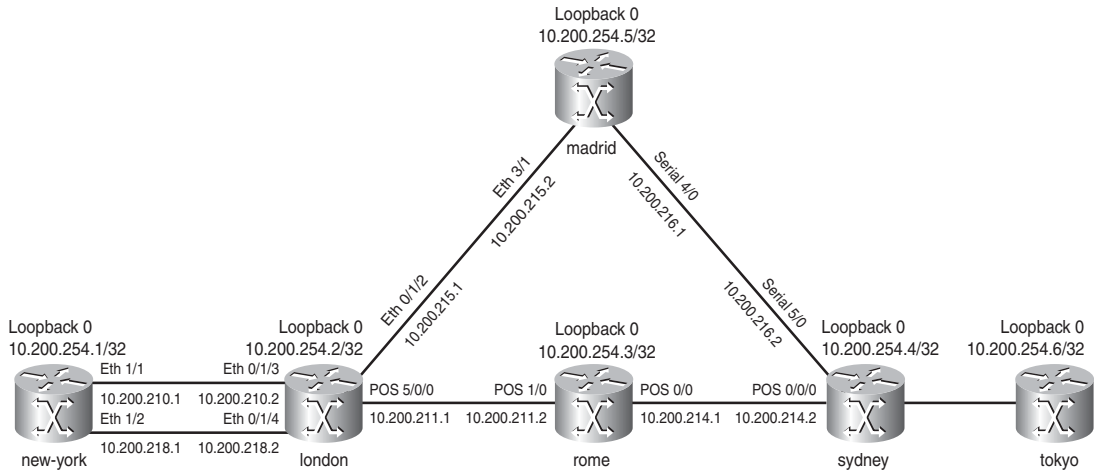 Loopback 0
10.200.254.5/32
madrid
Eth 3/1
10.200.215.2
Serial 4/0
10.200.216.1
Eth 0/1/2
10.200.215.1
Serial 5/0
10.200.216.2
Loopback 0
10.200.254.1/32
Loopback 0
10.200.254.2/32
Loopback 0
10.200.254.3/32
Loopback 0
10.200.254.4/32
Loopback 0
10.200.254.6/32
Eth 1/1
Eth 0/1/3
10.200.210.1
10.200.210.2
Eth 1/2
Eth 0/1/4
10.200.218.1
10.200.218.2
POS 5/0/0
POS 1/0
10.200.211.1
10.200.211.2
POS 0/0
POS 0/0/0
10.200.214.1
10.200.214.2
new-york
london
rome
sydney
tokyo